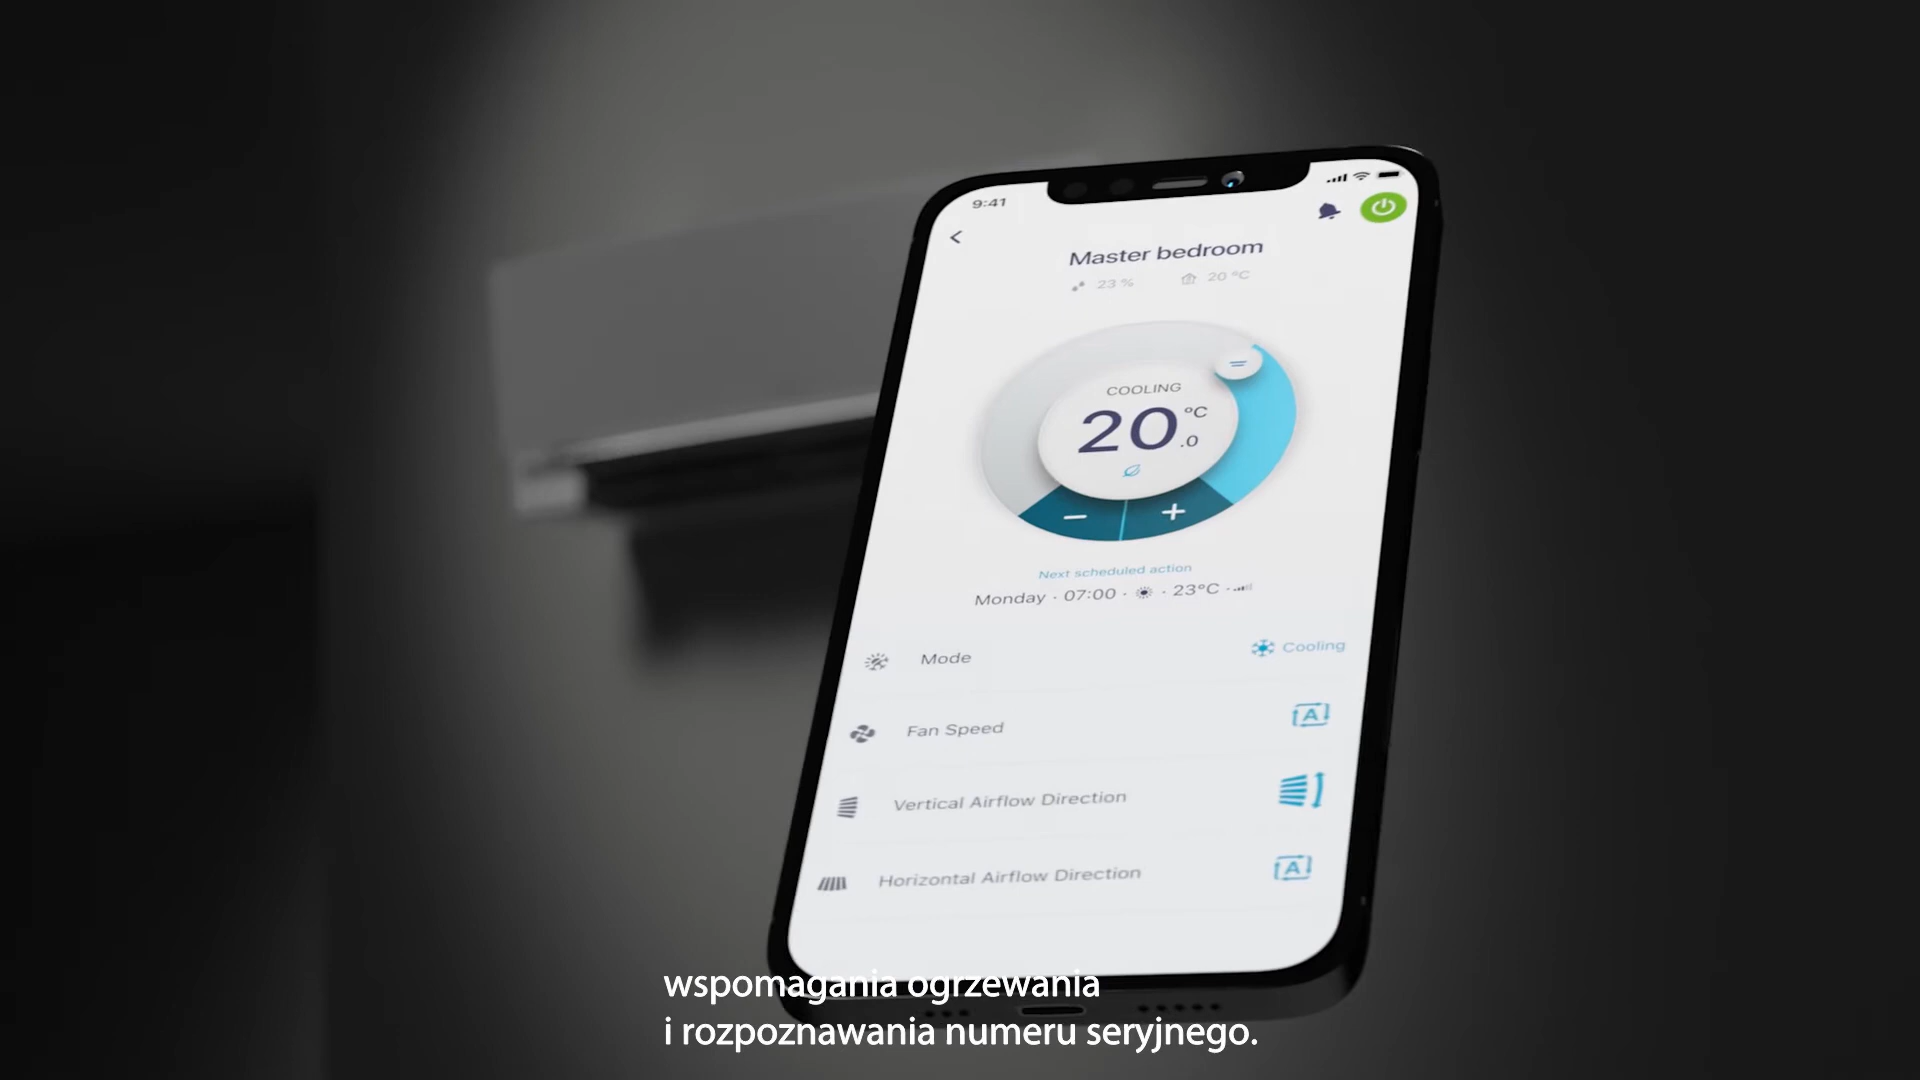 9:41
Master bedroom
23 % 20 °C
COOLING
20 °C .0
− +
Next scheduled action
Monday · 07:00 · · 23°C ·
Mode Cooling
Fan Speed A
Vertical Airflow Direction
Horizontal Airflow Direction A
wspomagania ogrzewania
i rozpoznawania numeru seryjnego.